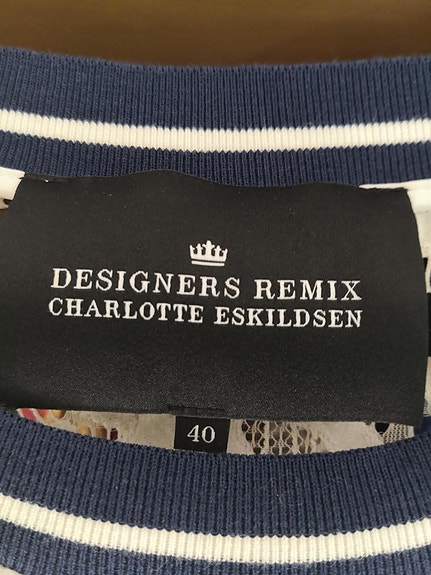 DESIGNERS REMIX
CHARLOTTE ESKILDSEN
40